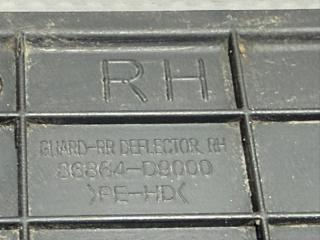 RH
GUARD-RR DEFLECTOR, RH
86864-D9000
>PE-HD<